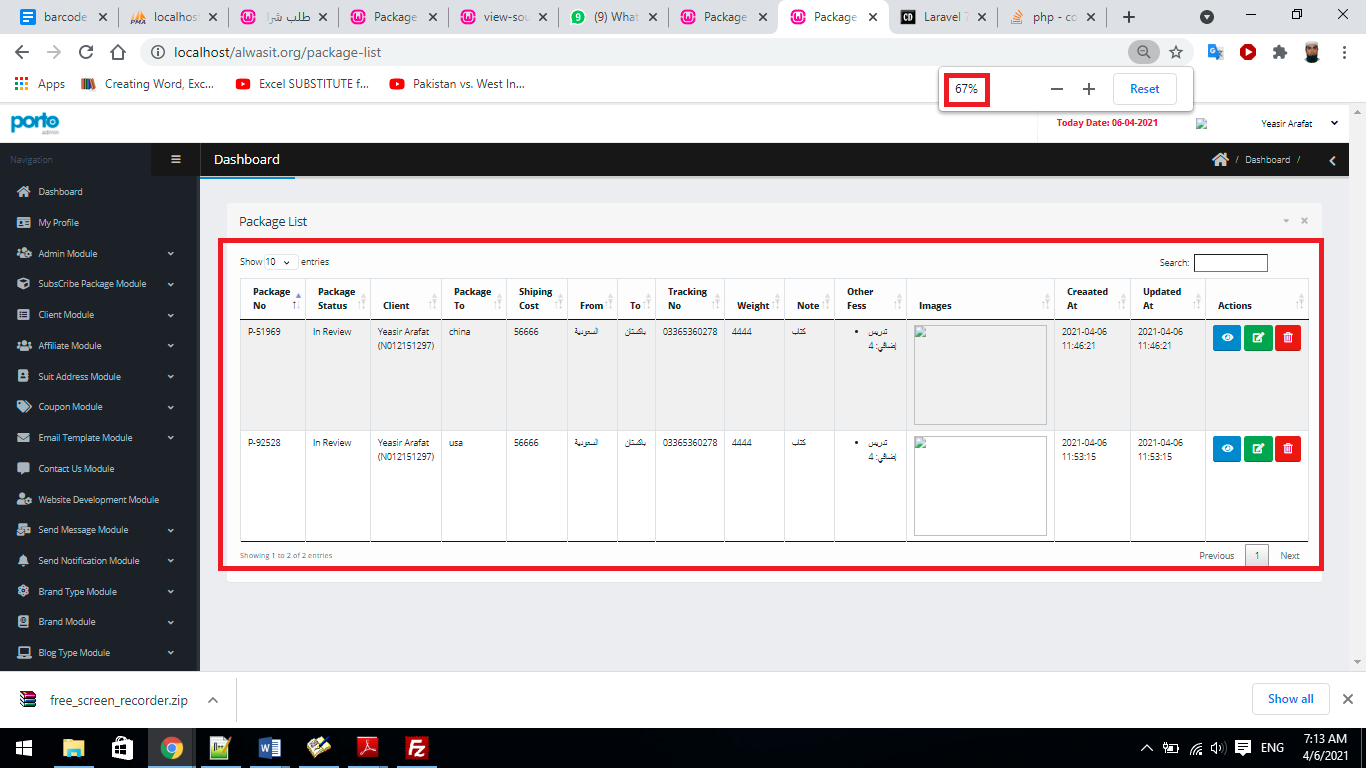 barcode
localhost
طلب شرا
Package
view-sou
(9) What
Package
Package
Laravel 7
php - co
localhost/alwasit.org/package-list
Apps
Creating Word, Exc...
Excel SUBSTITUTE f...
Pakistan vs. West In...
67%
Reset
porto
admin
Today Date: 06-04-2021
Yeasir Arafat
Navigation
Dashboard
/ Dashboard /
Dashboard
My Profile
Admin Module
SubsCribe Package Module
Client Module
Affiliate Module
Suit Address Module
Coupon Module
Email Template Module
Contact Us Module
Website Development Module
Send Message Module
Send Notification Module
Brand Type Module
Brand Module
Blog Type Module
Package List
Show 10 entries
Search:
Package No
Package Status
Client
Package To
Shiping Cost
From
To
Tracking No
Weight
Note
Other Fess
Images
Creaated At
Updated At
Actions
P-51969
In Review
Yeasir Arafat
(N012151297)
china
56666
السعودية
باكستان
03365360278
4444
كتاب
تدريس
إضافي: 4
2021-04-06
11:46:21
2021-04-06
11:46:21
P-92528
In Review
Yeasir Arafat
(N012151297)
usa
56666
السعودية
باكستان
03365360278
4444
كتاب
تدريس
إضافي: 4
2021-04-06
11:53:15
2021-04-06
11:53:15
Showing 1 to 2 of 2 entries
Previous 1 Next
free_screen_recorder.zip
Show all
ENG
7:13 AM
4/6/2021